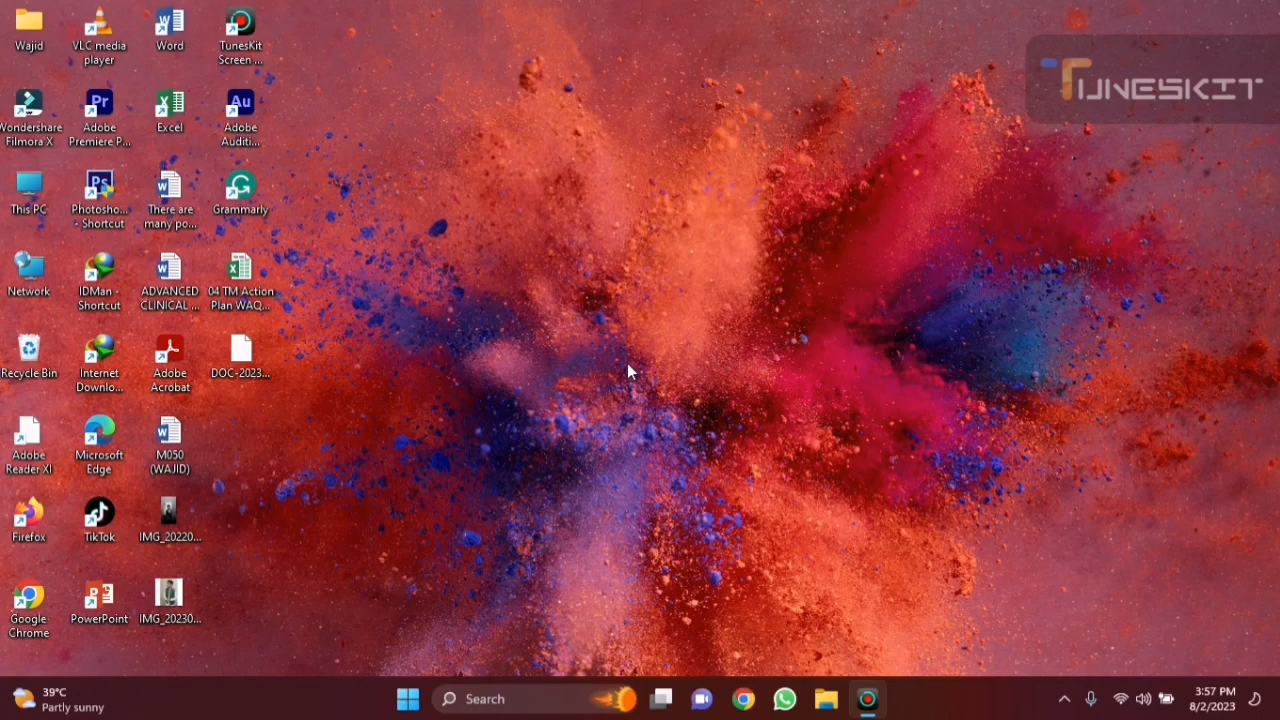 Wajid
VLC media
player
Word
TunesKit
Screen ...
TUNESKIT
Wondershare
Filmora X
Adobe
Premiere P...
Excel
Adobe
Auditi...
This PC
Photosho...
- Shortcut
There are
many po...
Grammarly
Network
IDMan -
Shortcut
ADVANCED
CLINICAL ...
04 TM Action
Plan WAQ...
Recycle Bin
Internet
Downlo...
Adobe
Acrobat
DOC-2023...
Adobe
Reader XI
Microsoft
Edge
M050
(WAJID)
Firefox
TikTok
IMG_20220...
Google
Chrome
PowerPoint
IMG_20230...
39°C
Partly sunny
Search
3:57 PM
8/2/2023